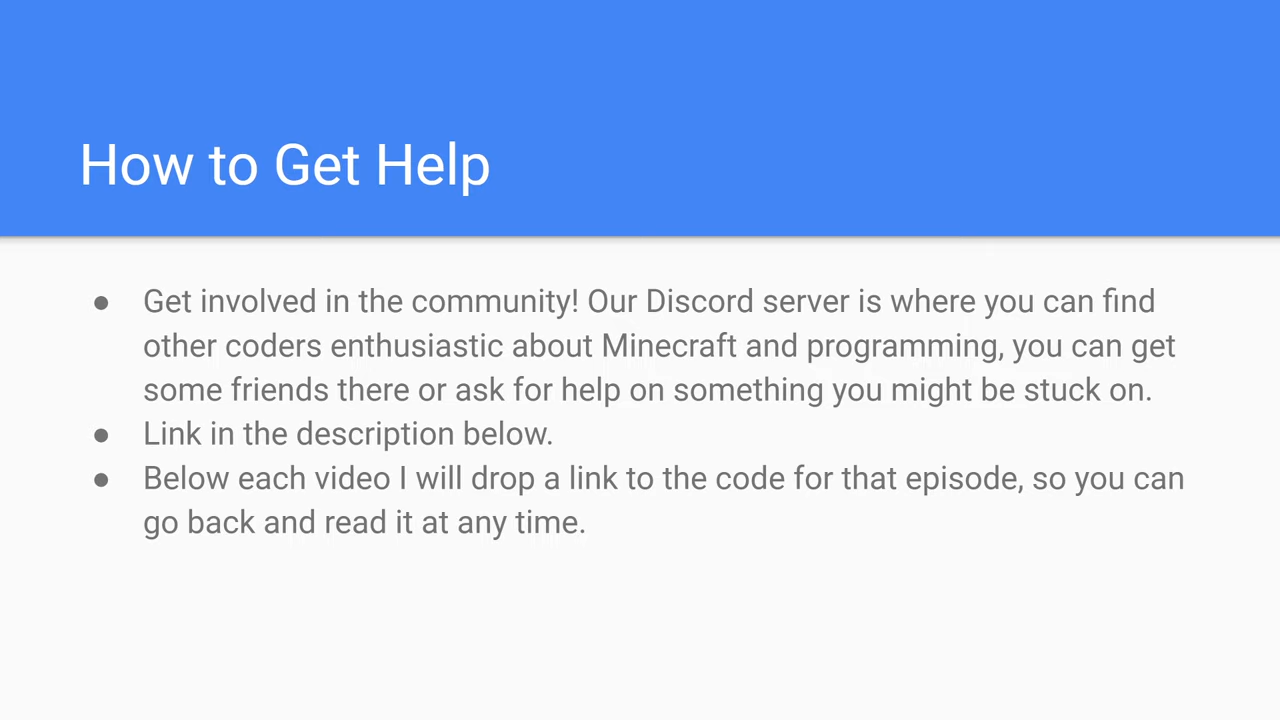 How to Get Help
● Get involved in the community! Our Discord server is where you can find
other coders enthusiastic about Minecraft and programming, you can get
some friends there or ask for help on something you might be stuck on.
● Link in the description below.
● Below each video I will drop a link to the code for that episode, so you can
go back and read it at any time.